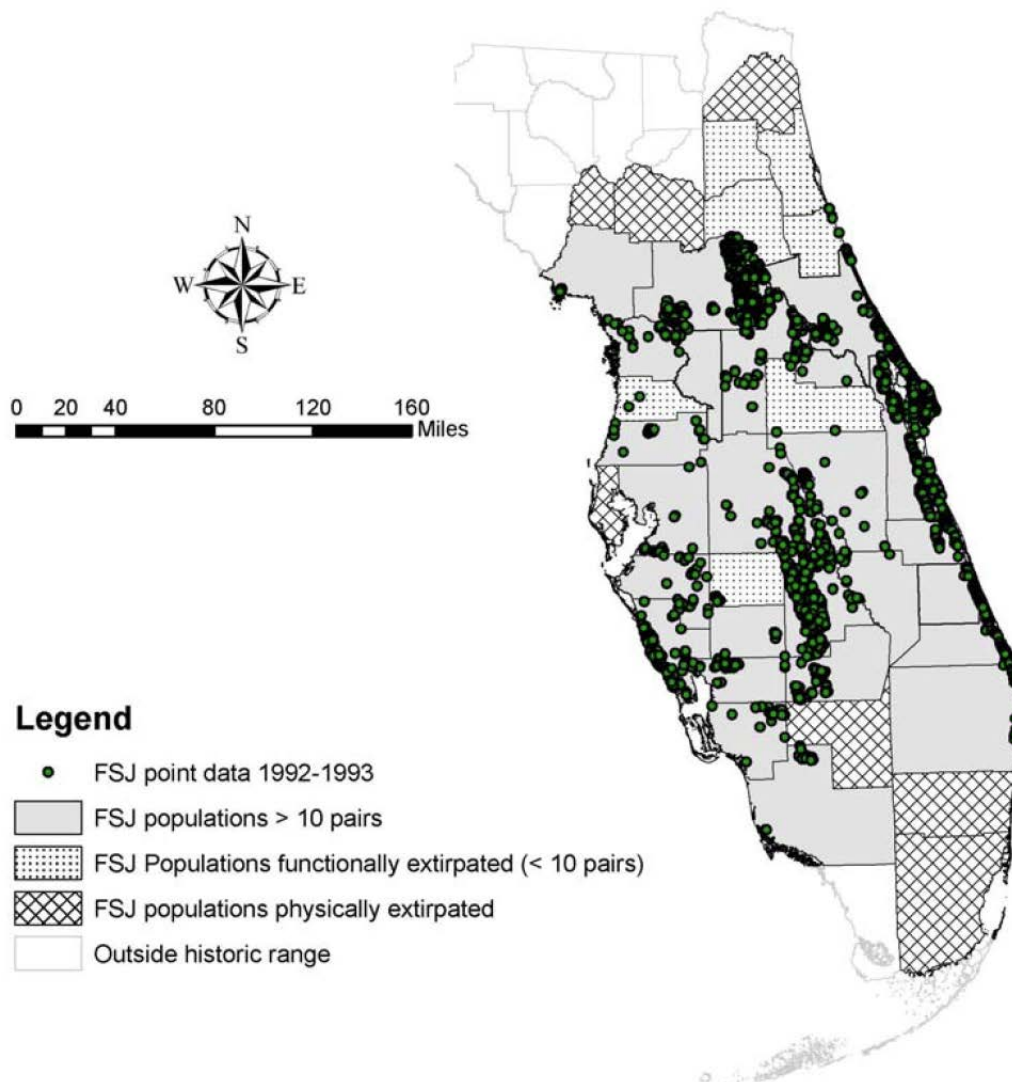 N
W E
S
0 20 40 80 120 160
Miles
Legend
FSJ point data 1992-1993
FSJ populations > 10 pairs
FSJ Populations functionally extirpated (< 10 pairs)
FSJ populations physically extirpated
Outside historic range